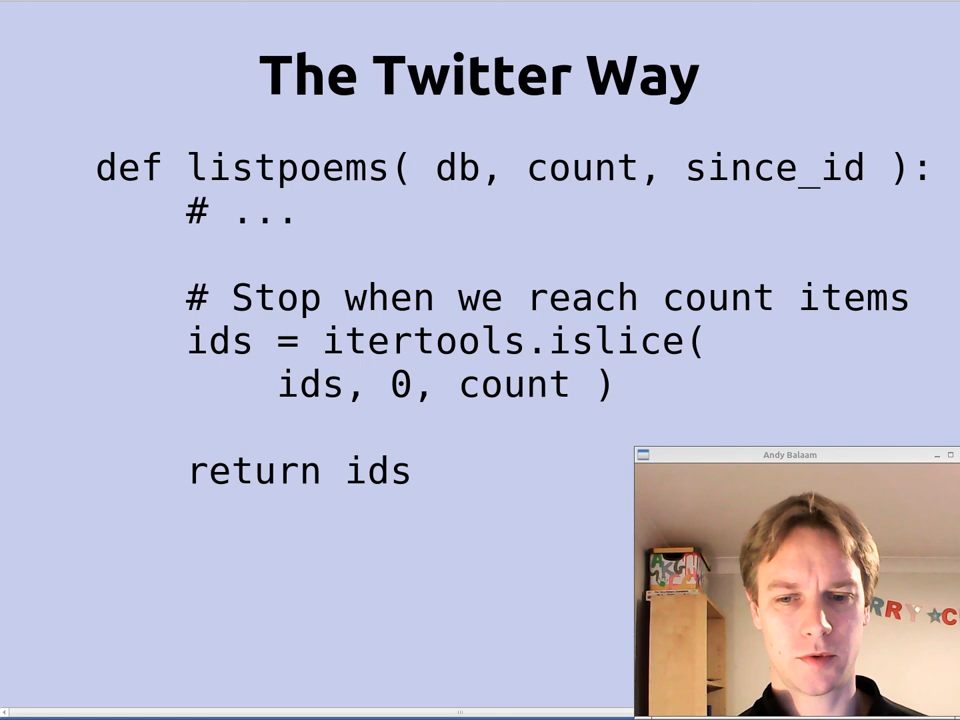 The Twitter Way
def listpoems( db, count, since_id ):
# ...
# Stop when we reach count items
ids = itertools.islice(
ids, 0, count )
return ids
Andy Balaam
RRY ★C